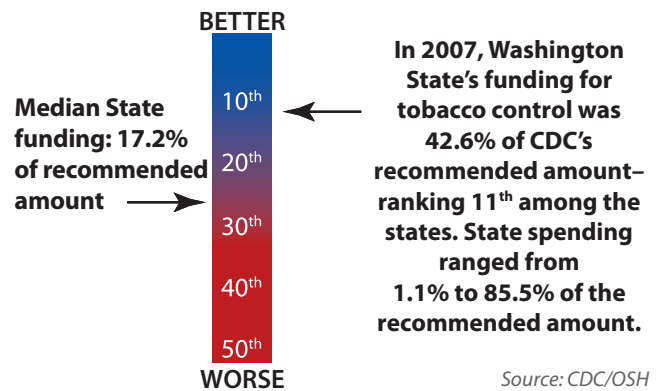 BETTER
10th
20th
30th
40th
50th
WORSE
Median State
funding: 17.2%
of recommended
amount
In 2007, Washington
State’s funding for
tobacco control was
42.6% of CDC’s
recommended amount–
ranking 11th among the
states. State spending
ranged from
1.1% to 85.5% of the
recommended amount.
Source: CDC/OSH